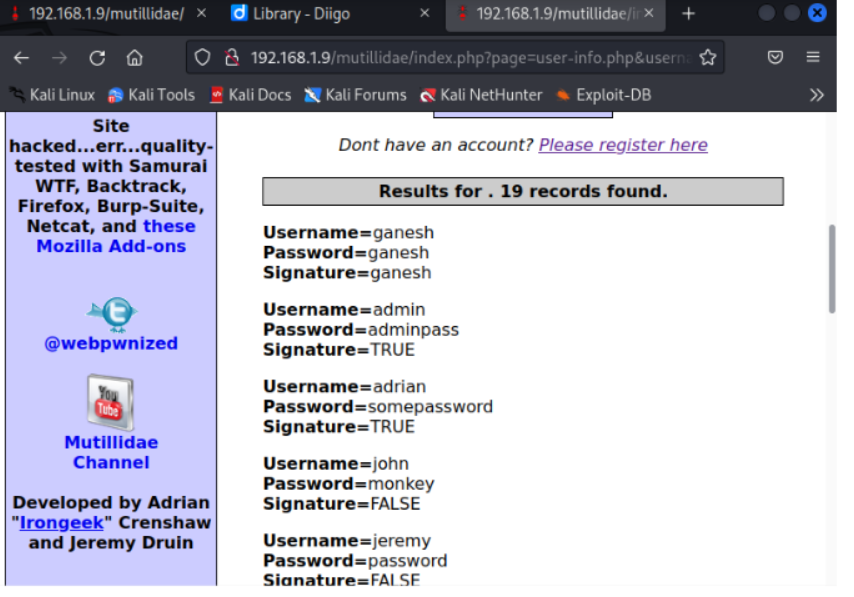 192.168.1.9/mutillidae/
Library - Diigo
192.168.1.9/mutillidae/in
192.168.1.9/mutillidae/index.php?page=user-info.php&userna
Kali Linux Kali Tools Kali Docs Kali Forums Kali NetHunter Exploit-DB
Site
hacked...err...quality-
tested with Samurai
WTF, Backtrack,
Firefox, Burp-Suite,
Netcat, and these
Mozilla Add-ons
@webpwnized
You
Tube
Mutillidae
Channel
Developed by Adrian
"Irongeek" Crenshaw
and Jeremy Druin
Dont have an account? Please register here
Results for . 19 records found.
Username=ganesh
Password=ganesh
Signature=ganesh
Username=admin
Password=adminpass
Signature=TRUE
Username=adrian
Password=somepassword
Signature=TRUE
Username=john
Password=monkey
Signature=FALSE
Username=jeremy
Password=password
Signature=FALSE